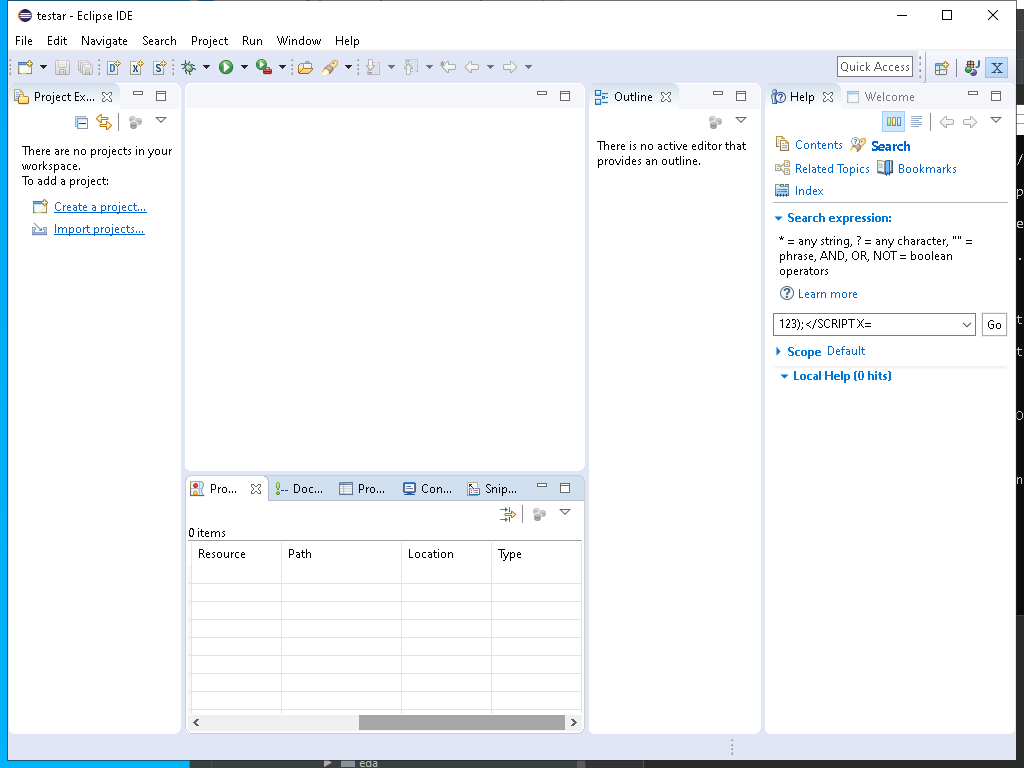 testar - Eclipse IDE
File Edit Navigate Search Project Run Window Help
Quick Access
Project Ex...
There are no projects in your
workspace.
To add a project:
Create a project...
Import projects...
Outline
There is no active editor that
provides an outline.
Help Welcome
Contents Search
Related Topics Bookmarks
Index
Search expression:
* = any string, ? = any character, "" =
phrase, AND, OR, NOT = boolean
operators
Learn more
123);</SCRIPTX= Go
Scope Default
Local Help (0 hits)
Pro... Doc... Pro... Con... Snip...
0 items
Resource Path Location Type
eda